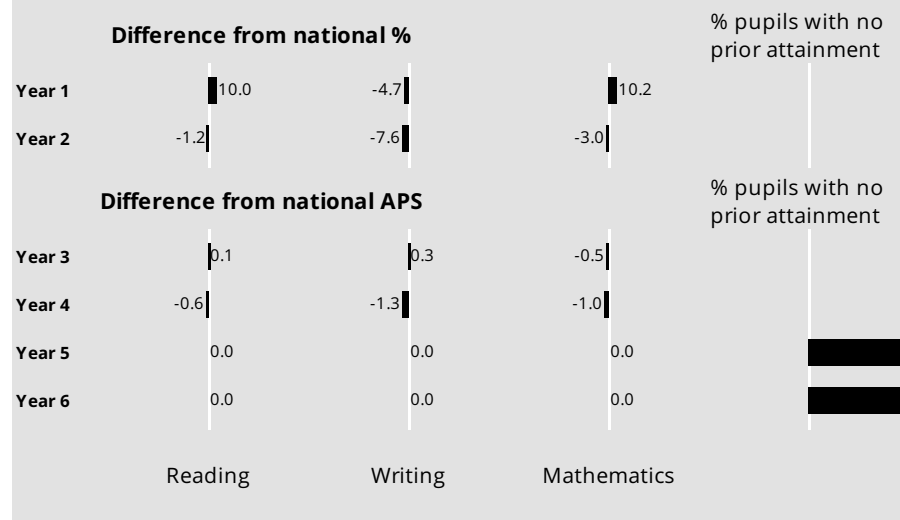 Difference from national %
% pupils with no
prior attainment
Year 1 10.0 -4.7 10.2
Year 2 -1.2 -7.6 -3.0
Difference from national APS
% pupils with no
prior attainment
Year 3 0.1 0.3 -0.5
Year 4 -0.6 -1.3 -1.0
Year 5 0.0 0.0 0.0
Year 6 0.0 0.0 0.0
Reading Writing Mathematics